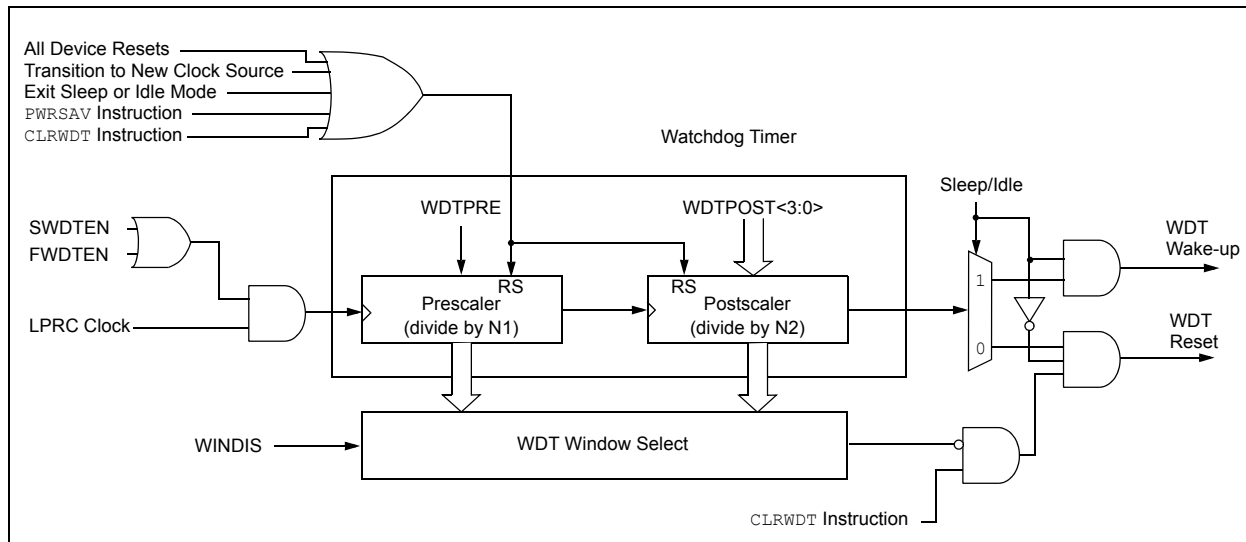 All Device Resets
Transition to New Clock Source
Exit Sleep or Idle Mode
PWRSAV Instruction
CLRWDT Instruction
Watchdog Timer
Sleep/Idle
WDTPRE
WDTPOST<3:0>
SWDTEN
FWDTEN
WDT
Wake-up
RS
RS
1
Prescaler
(divide by N1)
Postscaler
(divide by N2)
LPRC Clock
WDT
Reset
0
WINDIS
WDT Window Select
CLRWDT Instruction